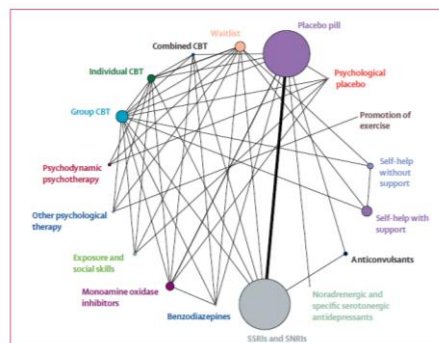 Placebo pill
Waitlist
Combined CBT
Psychological
placebo
Individual CBT
Promotion of
exercise
Group CBT
Self-help
without
support
Psychodynamic
psychotherapy
Self-help with
support
Other psychological
therapy
Exposure and
social skills
Anticonvulsants
Monoamine oxidase
inhibitors
Noradrenergic and
specific serotonergic
antidepressants
Benzodiazepines
SSRIs and SNRIs